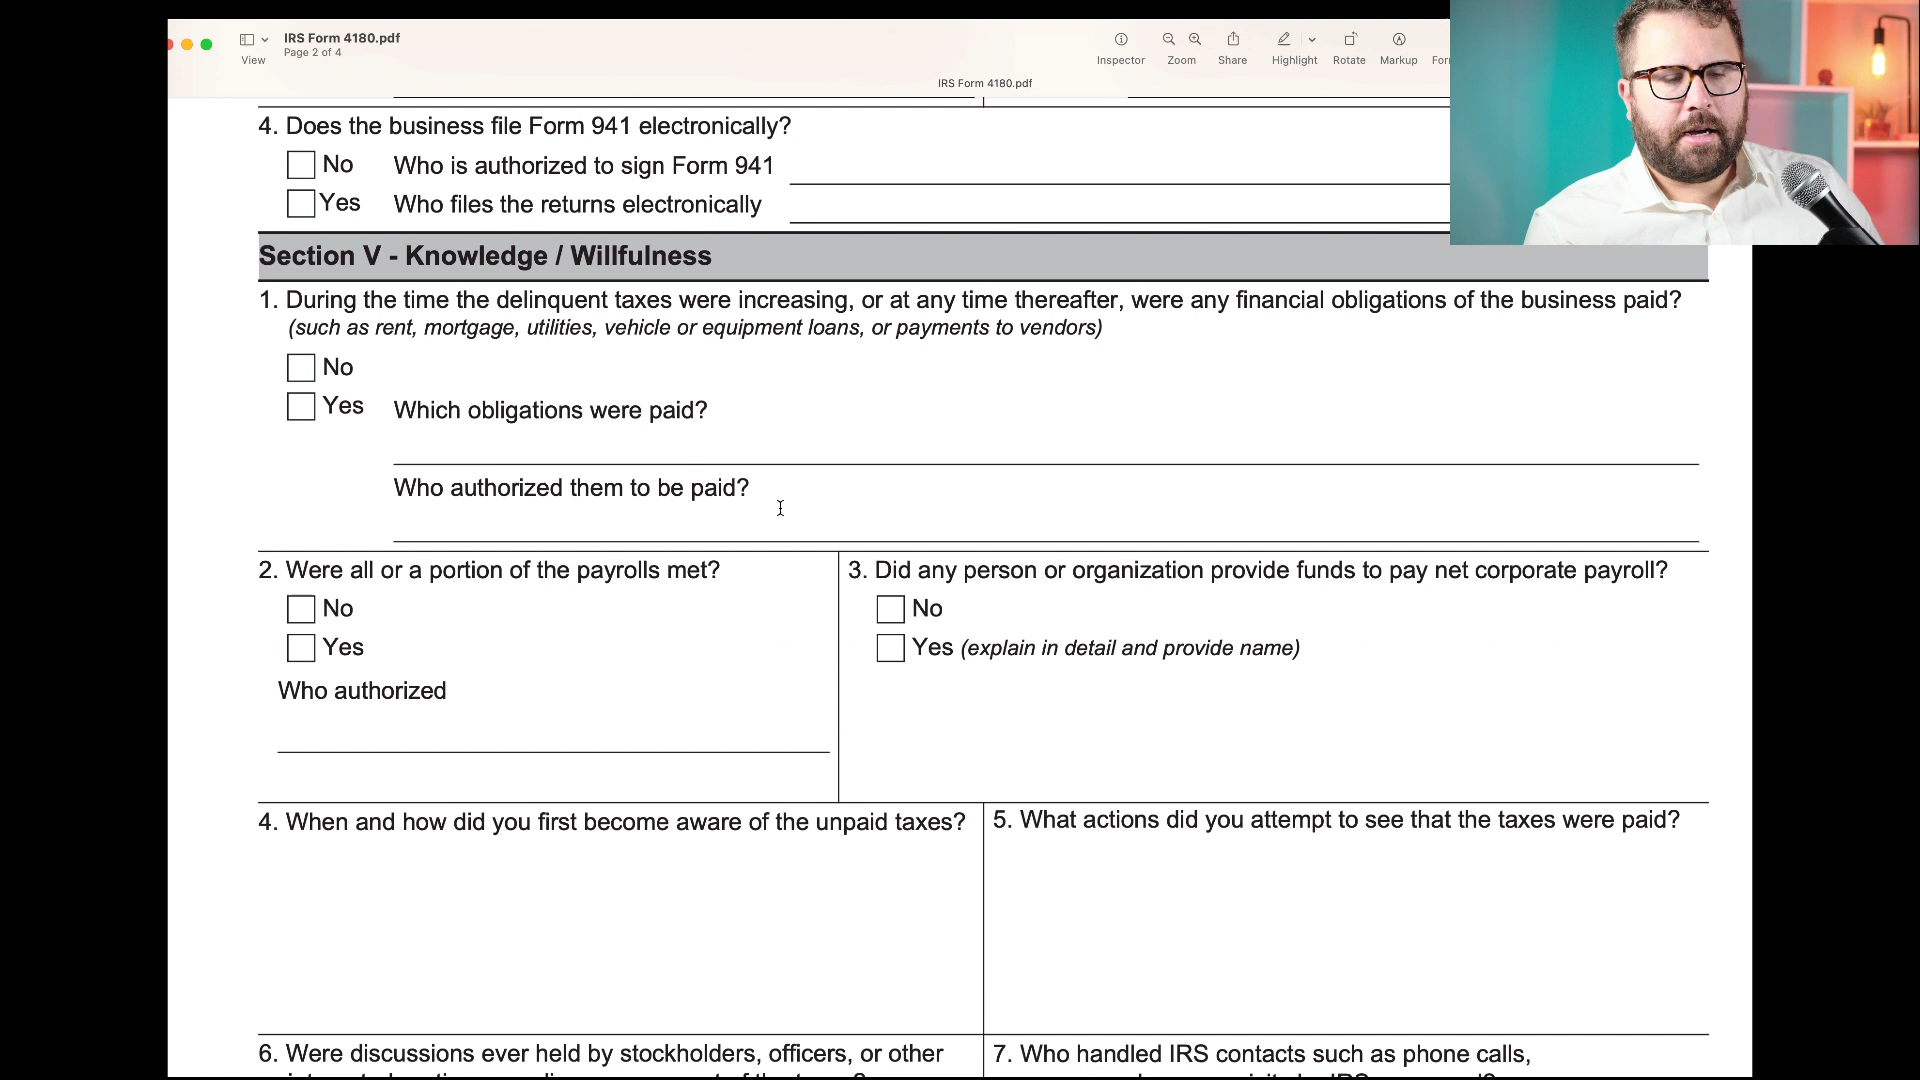 IRS Form 4180.pdf
Page 2 of 4
View
Inspector
Zoom
Share
Highlight
Rotate
Markup
IRS Form 4180.pdf
4. Does the business file Form 941 electronically?
No Who is authorized to sign Form 941
Yes Who files the returns electronically
Section V - Knowledge / Willfulness
1. During the time the delinquent taxes were increasing, or at any time thereafter, were any financial obligations of the business paid?
(such as rent, mortgage, utilities, vehicle or equipment loans, or payments to vendors)
No
Yes Which obligations were paid?
Who authorized them to be paid?
2. Were all or a portion of the payrolls met?
No
Yes
Who authorized
3. Did any person or organization provide funds to pay net corporate payroll?
No
Yes (explain in detail and provide name)
4. When and how did you first become aware of the unpaid taxes?
5. What actions did you attempt to see that the taxes were paid?
6. Were discussions ever held by stockholders, officers, or other
7. Who handled IRS contacts such as phone calls,